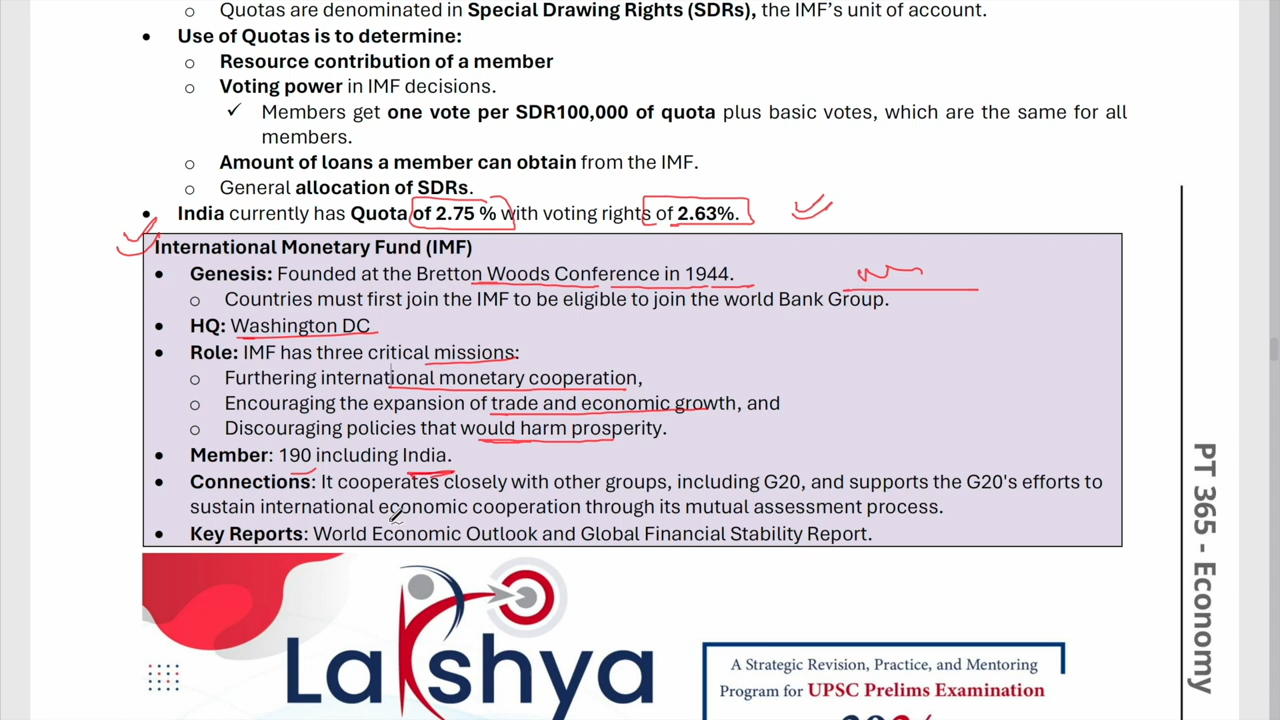 ○ Quotas are denominated in Special Drawing Rights (SDRs), the IMF's unit of account.
• Use of Quotas is to determine:
○ Resource contribution of a member
○ Voting power in IMF decisions.
✓ Members get one vote per SDR100,000 of quota plus basic votes, which are the same for all
members.
○ Amount of loans a member can obtain from the IMF.
○ General allocation of SDRs.
• India currently has Quota of 2.75 % with voting rights of 2.63%.
International Monetary Fund (IMF)
• Genesis: Founded at the Bretton Woods Conference in 1944.
○ Countries must first join the IMF to be eligible to join the world Bank Group.
• HQ: Washington DC
• Role: IMF has three critical missions:
○ Furthering international monetary cooperation,
○ Encouraging the expansion of trade and economic growth, and
○ Discouraging policies that would harm prosperity.
• Member: 190 including India.
• Connections: It cooperates closely with other groups, including G20, and supports the G20's efforts to
sustain international economic cooperation through its mutual assessment process.
• Key Reports: World Economic Outlook and Global Financial Stability Report.
PT 365 - Economy
Lakshya
A Strategic Revision, Practice, and Mentoring
Program for UPSC Prelims Examination